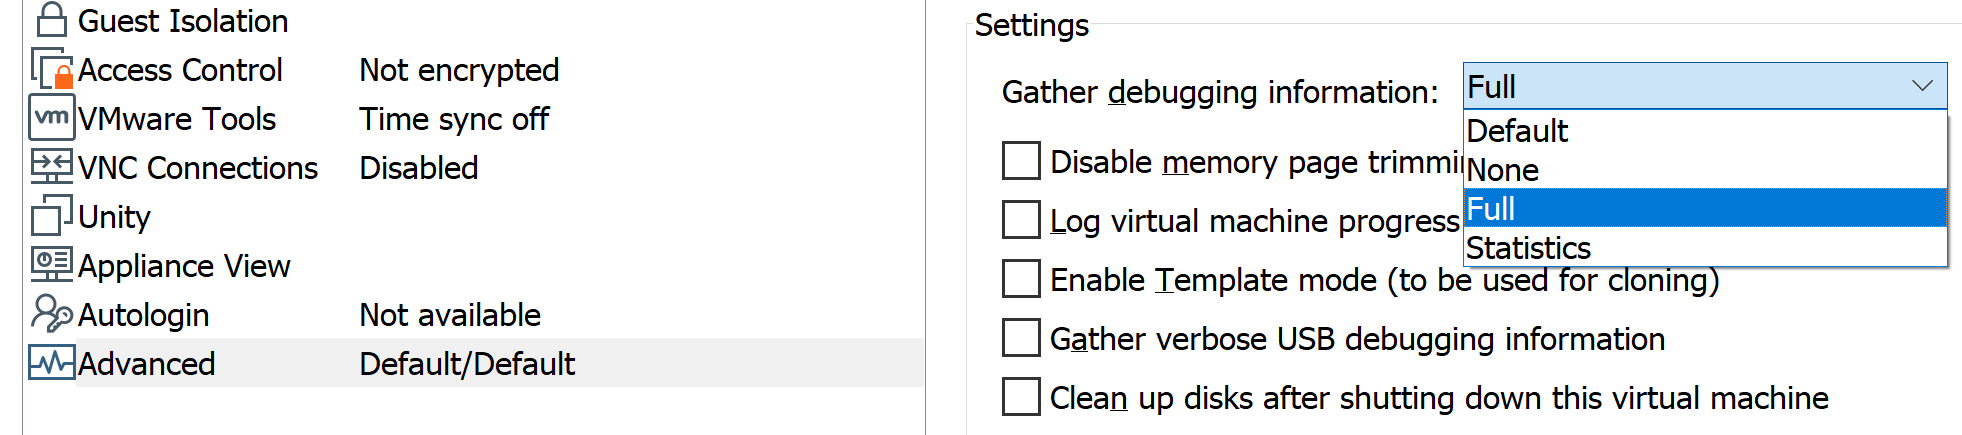 Guest Isolation
Access Control Not encrypted
vm VMware Tools Time sync off
VNC Connections Disabled
Unity
Appliance View
Autologin Not available
Advanced Default/Default
Settings
Gather debugging information: Full
Default
None
Full
Statistics
Disable memory page
Log virtual machine progress
Enable Template mode (to be used for cloning)
Gather verbose USB debugging information
Clean up disks after shutting down this virtual machine